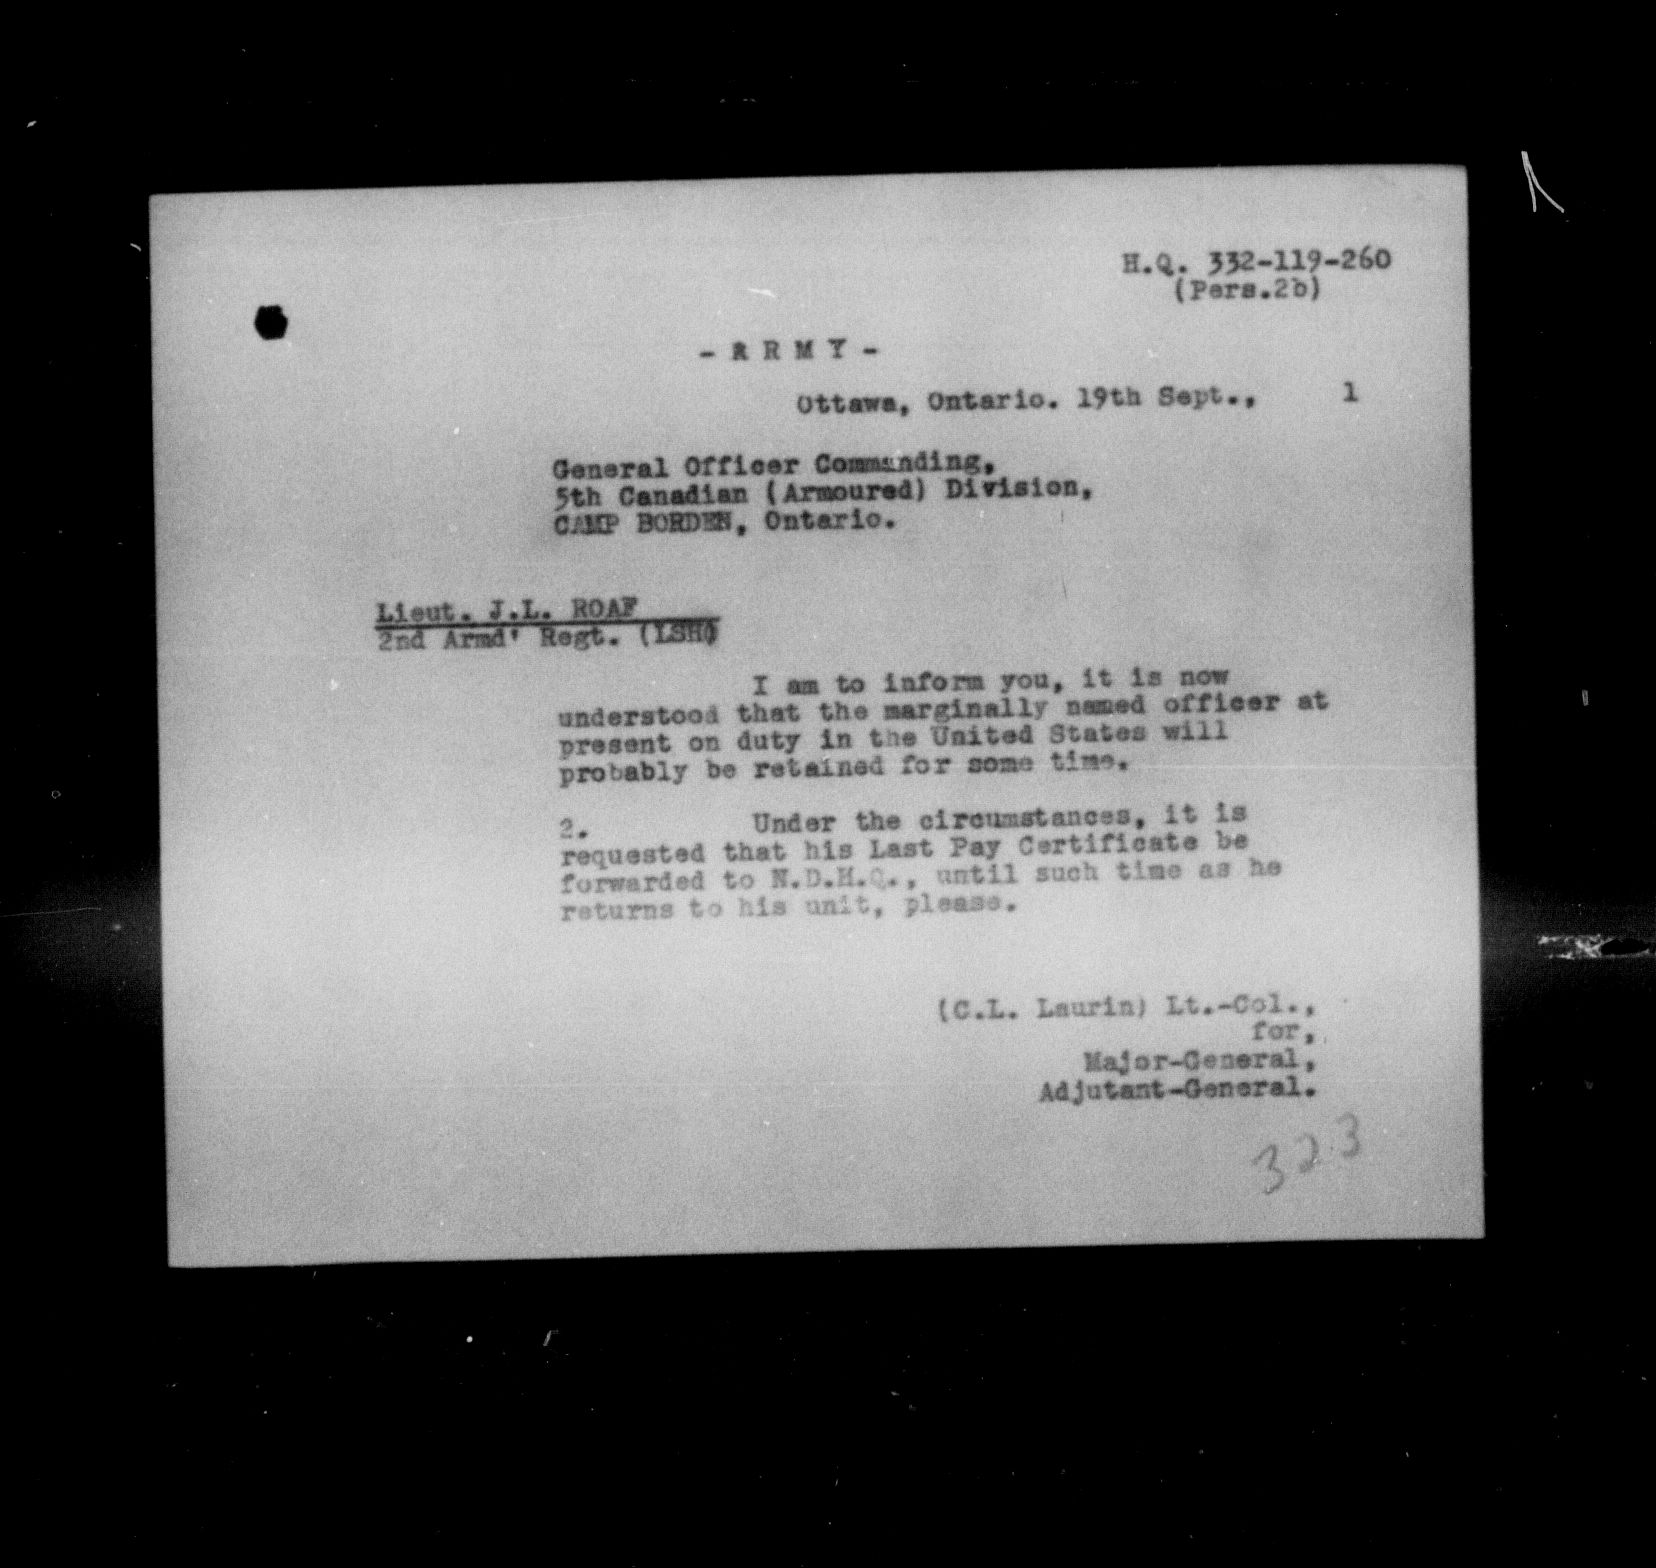 H.Q. 332-119-260
(Pers.2b)
- A R M Y -
Ottawa, Ontario. 19th Sept., 1
General Officer Commanding,
5th Canadian (Armoured) Division,
CAMP BORDEN, Ontario.
Lieut. J.L. ROAF
2nd Armd' Regt. (LSH)
I am to inform you, it is now
understood that the marginally named officer at
present on duty in the United States will
probably be retained for some time.
2. Under the circumstances, it is
requested that his Last Pay Certificate be
forwarded to N.D.H.Q., until such time as he
returns to his unit, please.
(C.L. Laurin) Lt.-Col.,
for,
Major-General,
Adjutant-General.
323